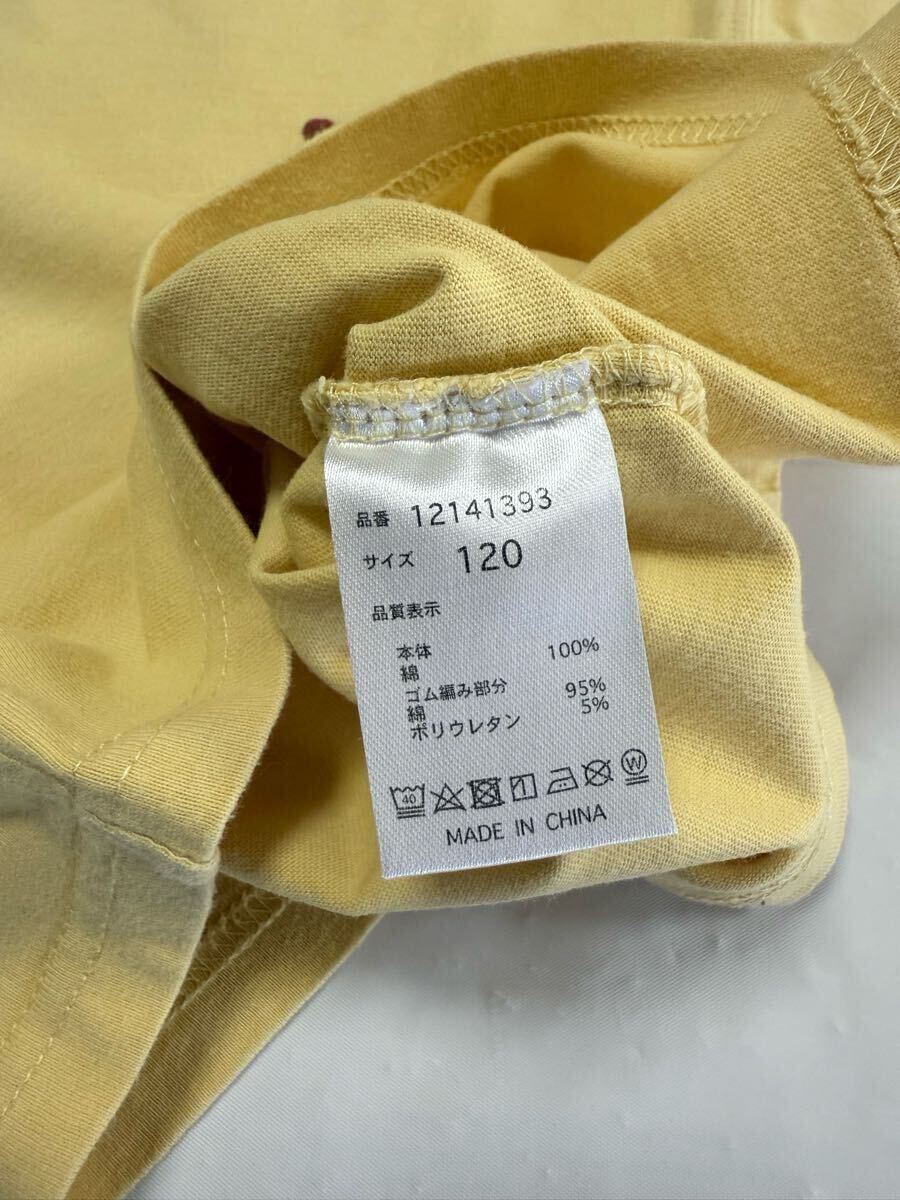 品番 12141393
サイズ 120
品質表示
本体
綿 100%
ゴム編み部分
綿 95%
ポリウレタン 5%
40 W
MADE IN CHINA